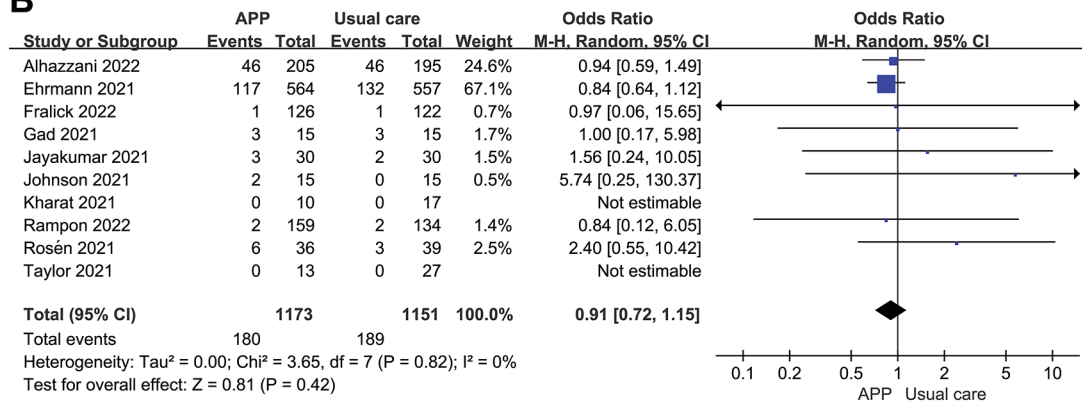 B
APP Usual care Odds Ratio Odds Ratio
Study or Subgroup Events Total Events Total Weight M-H, Random, 95% CI M-H, Random, 95% CI
Alhazzani 2022 46 205 46 195 24.6% 0.94 [0.59, 1.49]
Ehrmann 2021 117 564 132 557 67.1% 0.84 [0.64, 1.12]
Fralick 2022 1 126 1 122 0.7% 0.97 [0.06, 15.65]
Gad 2021 3 15 3 15 1.7% 1.00 [0.17, 5.98]
Jayakumar 2021 3 30 2 30 1.5% 1.56 [0.24, 10.05]
Johnson 2021 2 15 0 15 0.5% 5.74 [0.25, 130.37]
Kharat 2021 0 10 0 17 Not estimable
Rampon 2022 2 159 2 134 1.4% 0.84 [0.12, 6.05]
Rosén 2021 6 36 3 39 2.5% 2.40 [0.55, 10.42]
Taylor 2021 0 13 0 27 Not estimable
Total (95% CI) 1173 1151 100.0% 0.91 [0.72, 1.15]
Total events 180 189
Heterogeneity: Tau² = 0.00; Chi² = 3.65, df = 7 (P = 0.82); I² = 0%
Test for overall effect: Z = 0.81 (P = 0.42)
0.1 0.2 0.5 1 2 5 10
APP Usual care